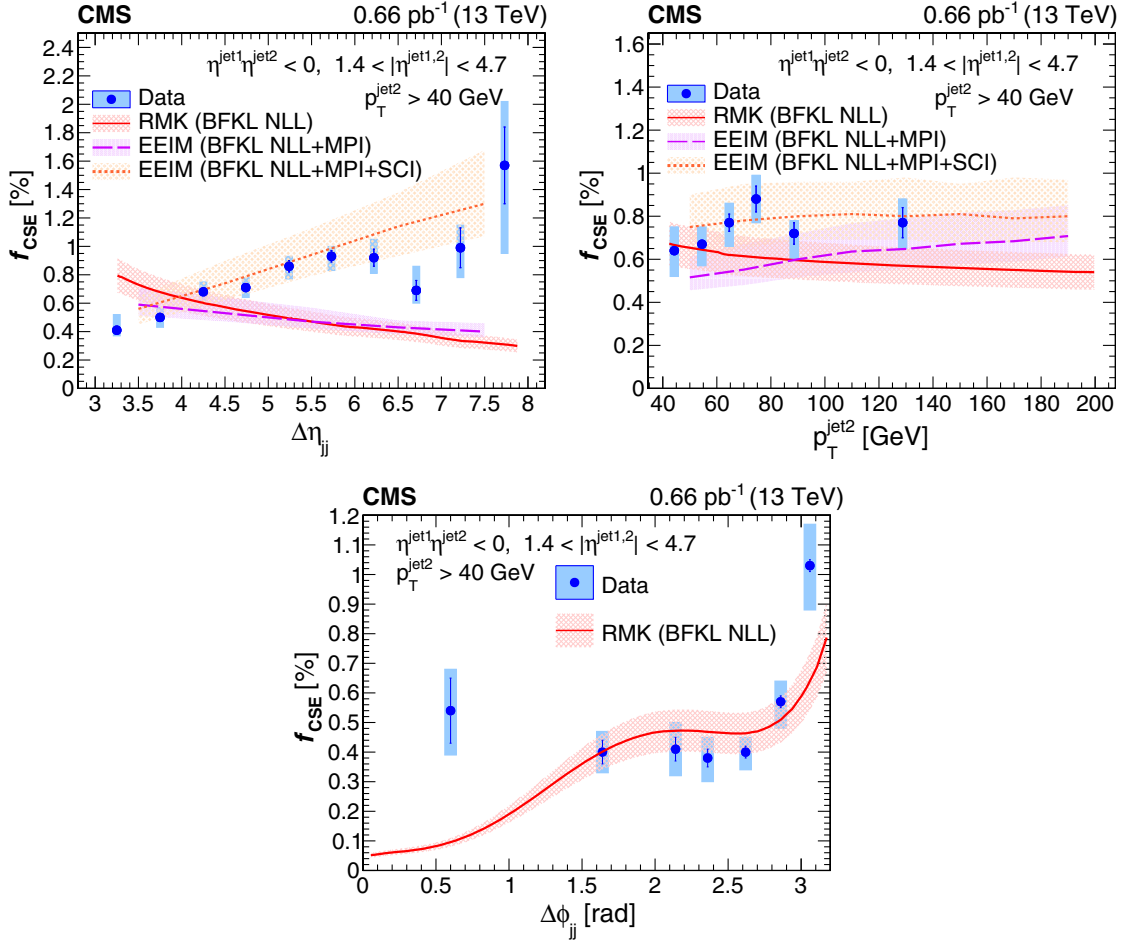 CMS 0.66 pb⁻¹ (13 TeV)
η^jet1 η^jet2 < 0, 1.4 < |η^jet1,2| < 4.7
p_T^jet2 > 40 GeV
Data
RMK (BFKL NLL)
EEIM (BFKL NLL+MPI)
EEIM (BFKL NLL+MPI+SCI)
f_CSE [%]
2.4
2.2
2
1.8
1.6
1.4
1.2
1
0.8
0.6
0.4
0.2
0
3 3.5 4 4.5 5 5.5 6 6.5 7 7.5 8
Δη_jj
CMS 0.66 pb⁻¹ (13 TeV)
η^jet1 η^jet2 < 0, 1.4 < |η^jet1,2| < 4.7
p_T^jet2 > 40 GeV
Data
RMK (BFKL NLL)
EEIM (BFKL NLL+MPI)
EEIM (BFKL NLL+MPI+SCI)
f_CSE [%]
1.6
1.4
1.2
1
0.8
0.6
0.4
0.2
0
40 60 80 100 120 140 160 180 200
p_T^jet2 [GeV]
CMS 0.66 pb⁻¹ (13 TeV)
η^jet1 η^jet2 < 0, 1.4 < |η^jet1,2| < 4.7
p_T^jet2 > 40 GeV
Data
RMK (BFKL NLL)
f_CSE [%]
1.2
1.1
1
0.9
0.8
0.7
0.6
0.5
0.4
0.3
0.2
0.1
0
0 0.5 1 1.5 2 2.5 3
Δϕ_jj [rad]